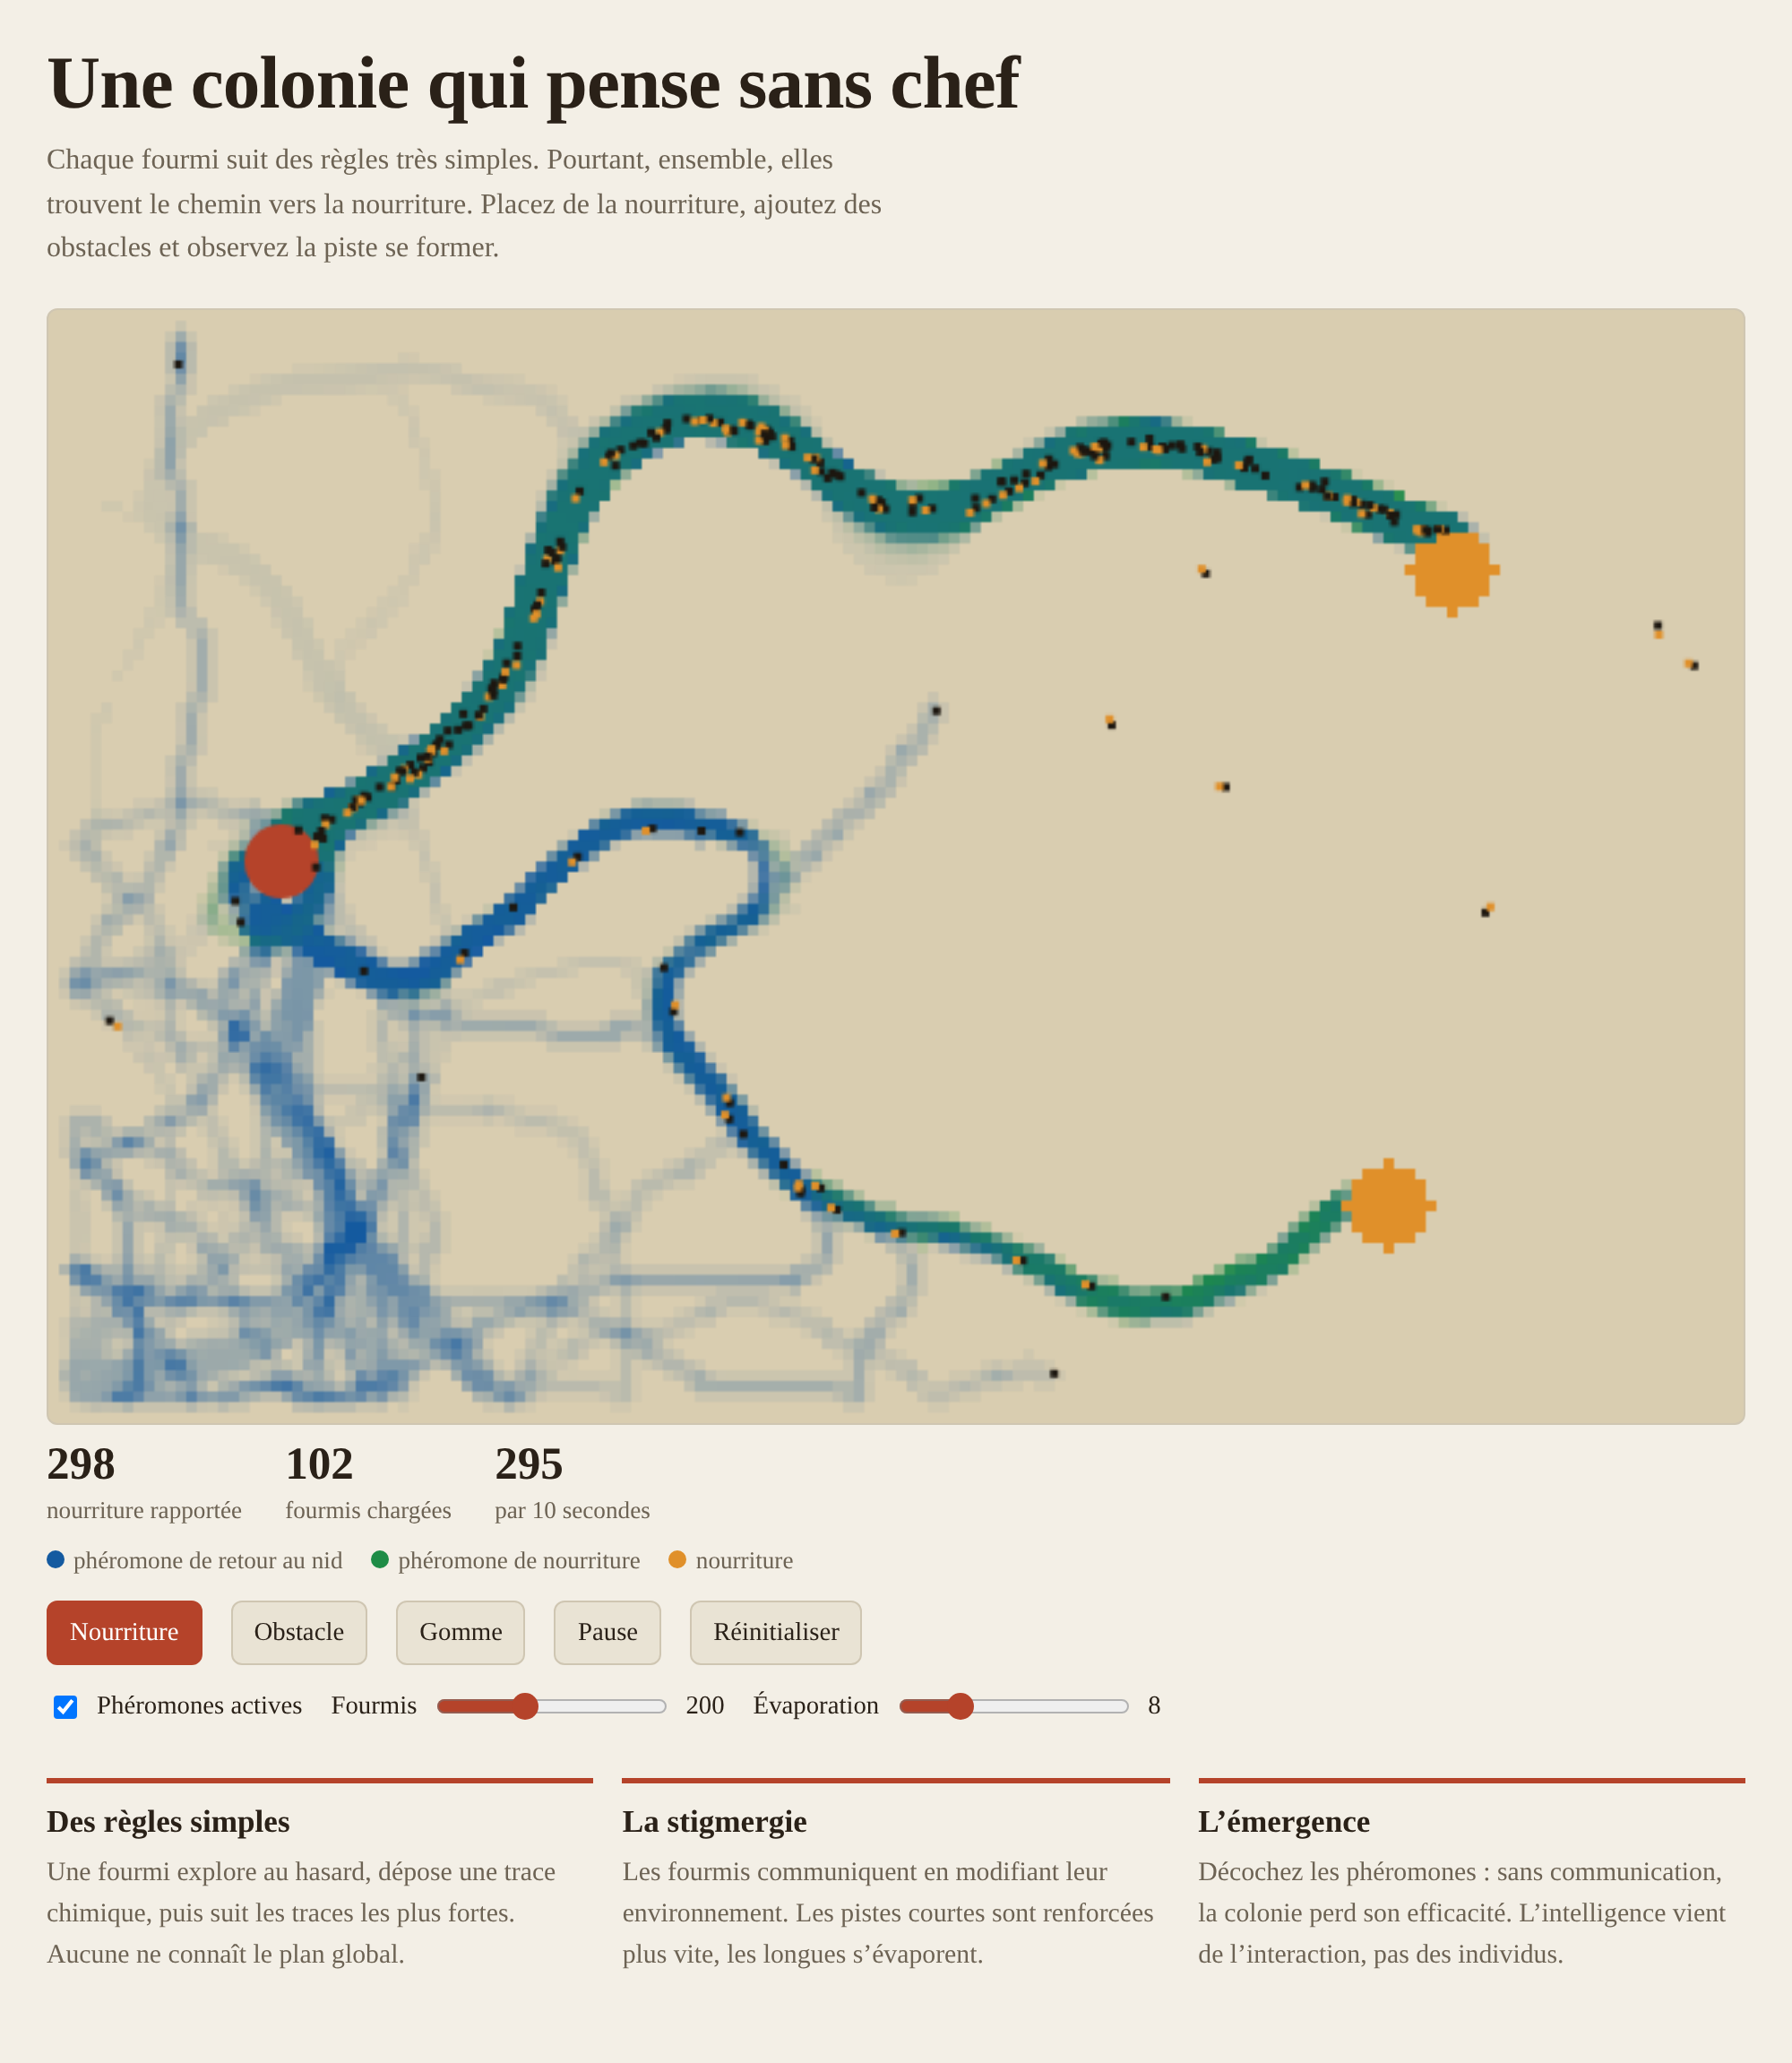 Une colonie qui pense sans chef
Chaque fourmi suit des règles très simples. Pourtant, ensemble, elles
trouvent le chemin vers la nourriture. Placez de la nourriture, ajoutez des
obstacles et observez la piste se former.
298 102 295
nourriture rapportée fourmis chargées par 10 secondes
phéromone de retour au nid phéromone de nourriture nourriture
Nourriture Obstacle Gomme Pause Réinitialiser
Phéromones actives Fourmis 200 Évaporation 8
Des règles simples
Une fourmi explore au hasard, dépose une trace
chimique, puis suit les traces les plus fortes.
Aucune ne connaît le plan global.
La stigmergie
Les fourmis communiquent en modifiant leur
environnement. Les pistes courtes sont renforcées
plus vite, les longues s’évaporent.
L’émergence
Décochez les phéromones : sans communication,
la colonie perd son efficacité. L’intelligence vient
de l’interaction, pas des individus.